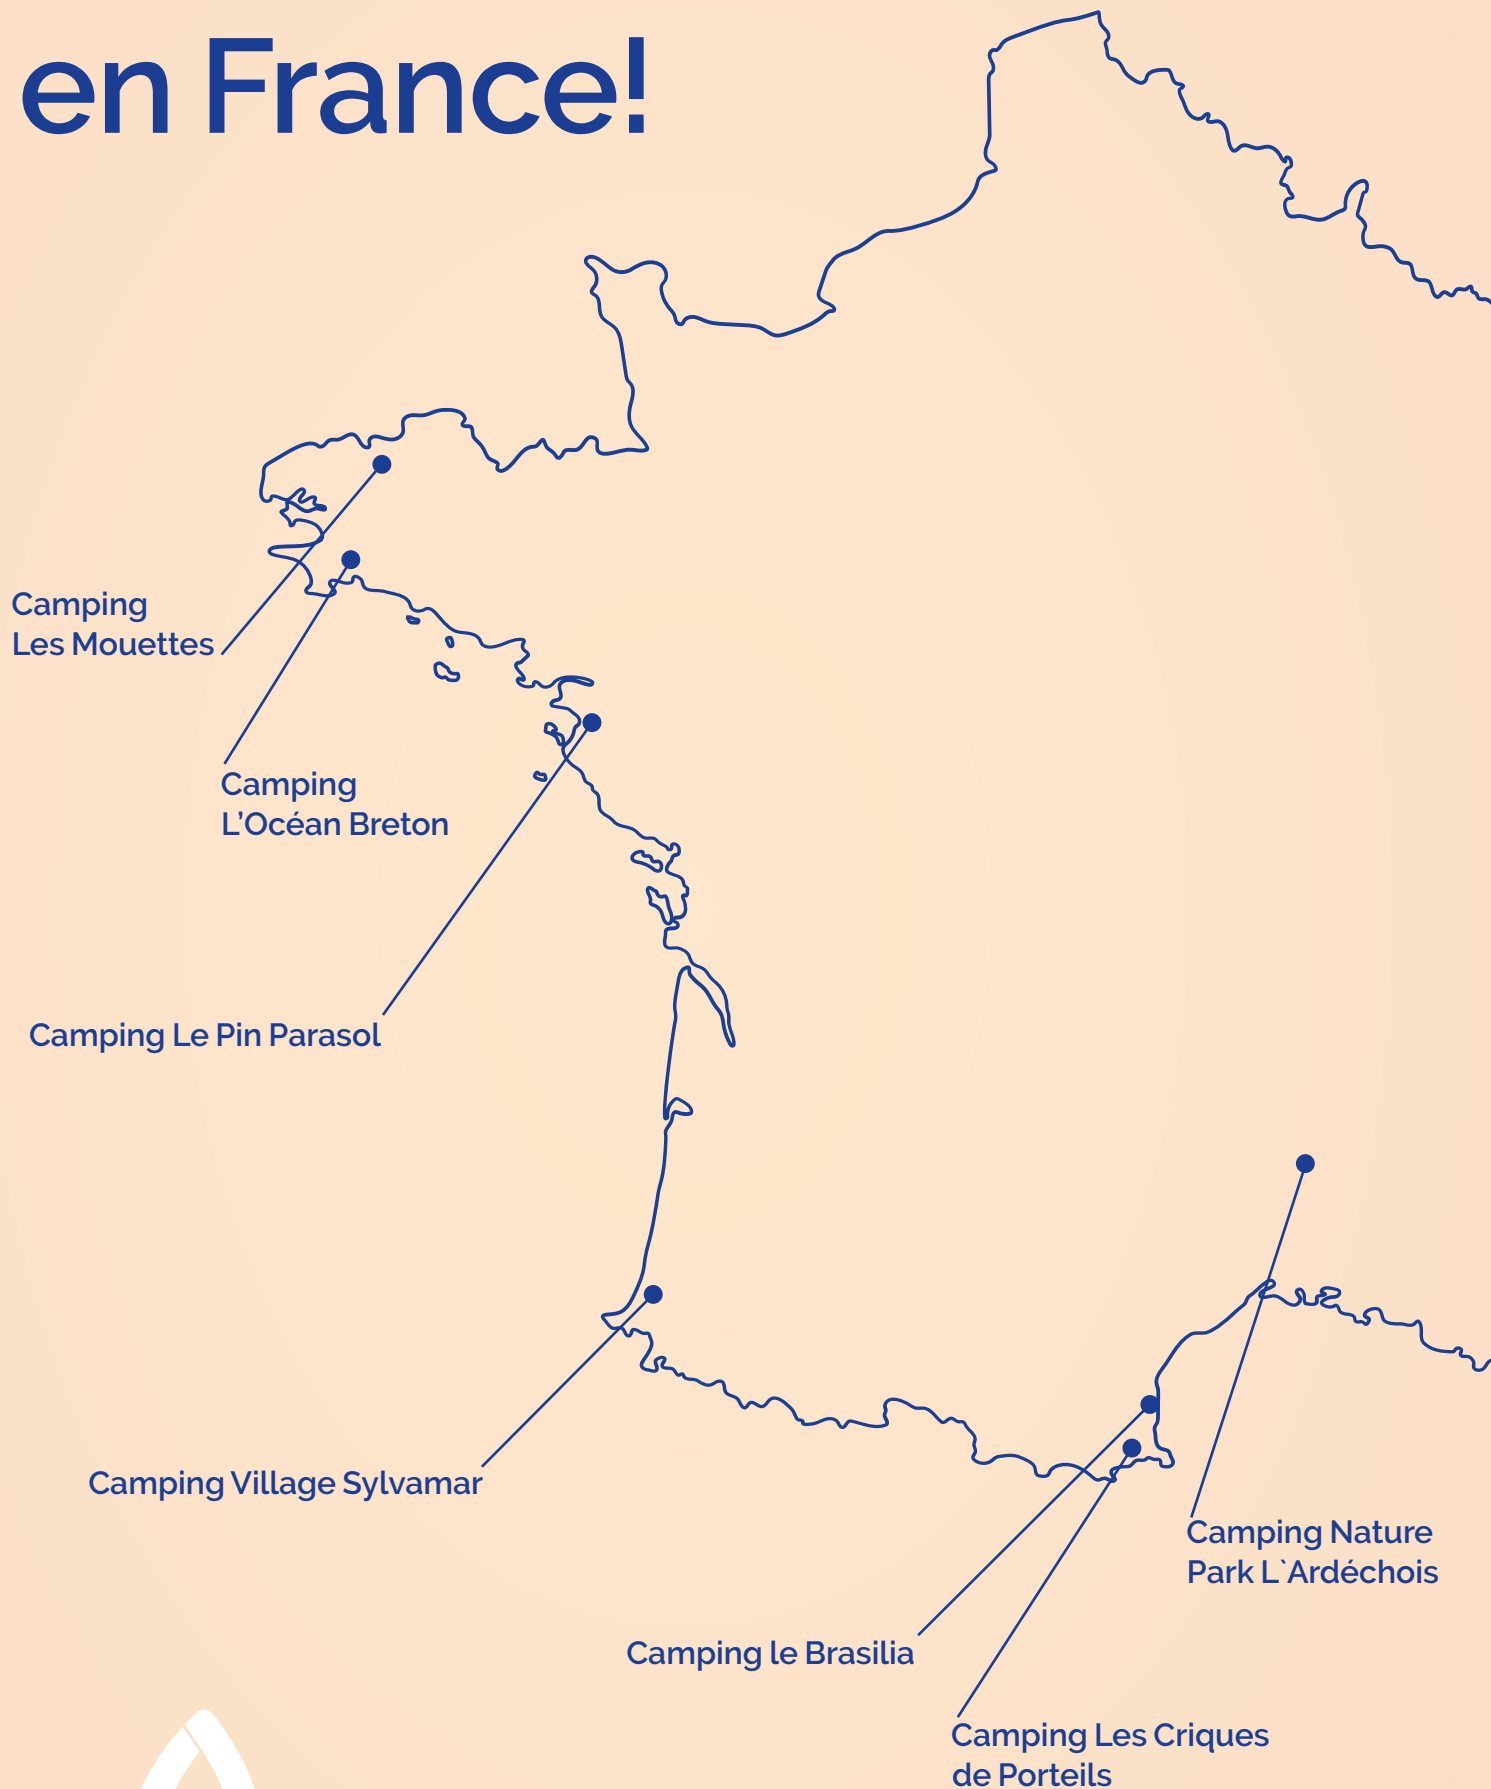 en France!
Camping
Les Mouettes
Camping
L’Océan Breton
Camping Le Pin Parasol
Camping Village Sylvamar
Camping Nature
Park L`Ardéchois
Camping le Brasilia
Camping Les Criques
de Porteils